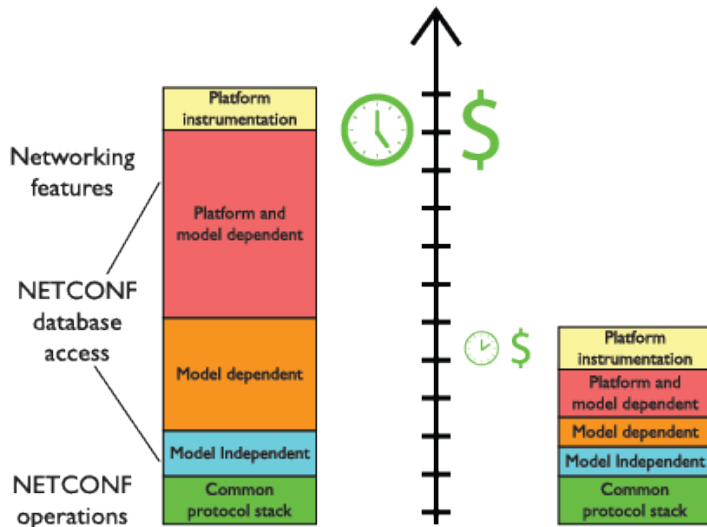 Networking
features
NETCONF
database
access
NETCONF
operations
Platform
instrumentation
Platform and
model dependent
Model dependent
Model Independent
Common
protocol stack
$
$
Platform
instrumentation
Platform and
model dependent
Model dependent
Model Independent
Common
protocol stack